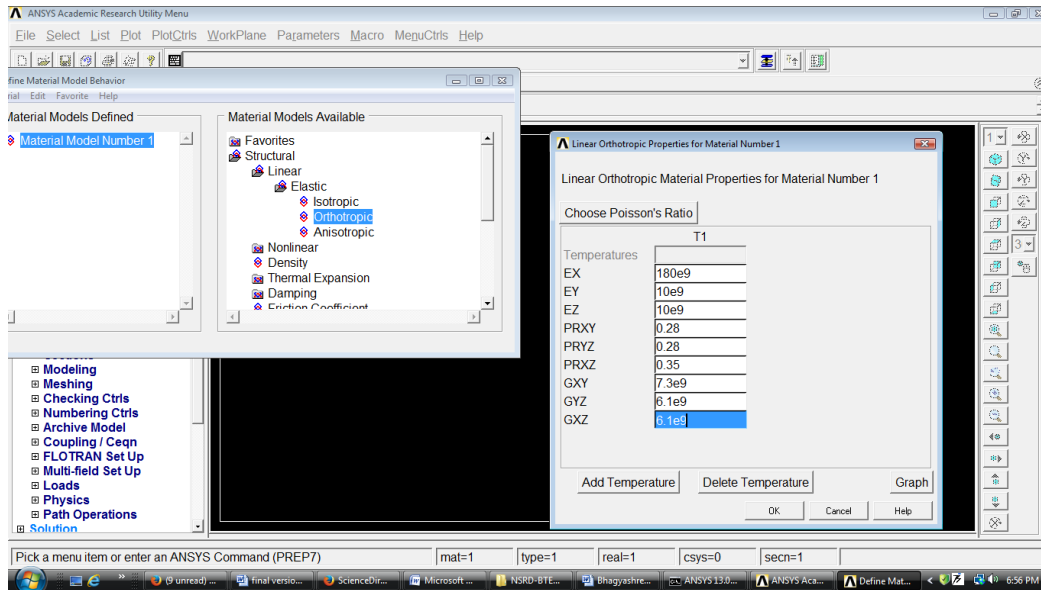 ANSYS Academic Research Utility Menu
File Select List Plot PlotCtrls WorkPlane Parameters Macro MenuCtrls Help
fine Material Model Behavior
rial Edit Favorite Help
Material Models Defined
Material Model Number 1
Material Models Available
Favorites
Structural
Linear
Elastic
Isotropic
Orthotropic
Anisotropic
Nonlinear
Density
Thermal Expansion
Damping
Friction Coefficient
Linear Orthotropic Properties for Material Number 1
Linear Orthotropic Material Properties for Material Number 1
Choose Poisson's Ratio
T1
Temperatures
EX 180e9
EY 10e9
EZ 10e9
PRXY 0.28
PRYZ 0.28
PRXZ 0.35
GXY 7.3e9
GYZ 6.1e9
GXZ 6.1e9
Add Temperature Delete Temperature Graph
OK Cancel Help
1
3
Modeling
Meshing
Checking Ctrls
Numbering Ctrls
Archive Model
Coupling / Ceqn
FLOTRAN Set Up
Multi-field Set Up
Loads
Physics
Path Operations
Solution
Pick a menu item or enter an ANSYS Command (PREP7) mat=1 type=1 real=1 csys=0 secn=1
(9 unread) ... final versio... ScienceDir... Microsoft ... NSRD-BTE... Bhagyashre... ANSYS 13.0... ANSYS Aca... Define Mat... 6:56 PM